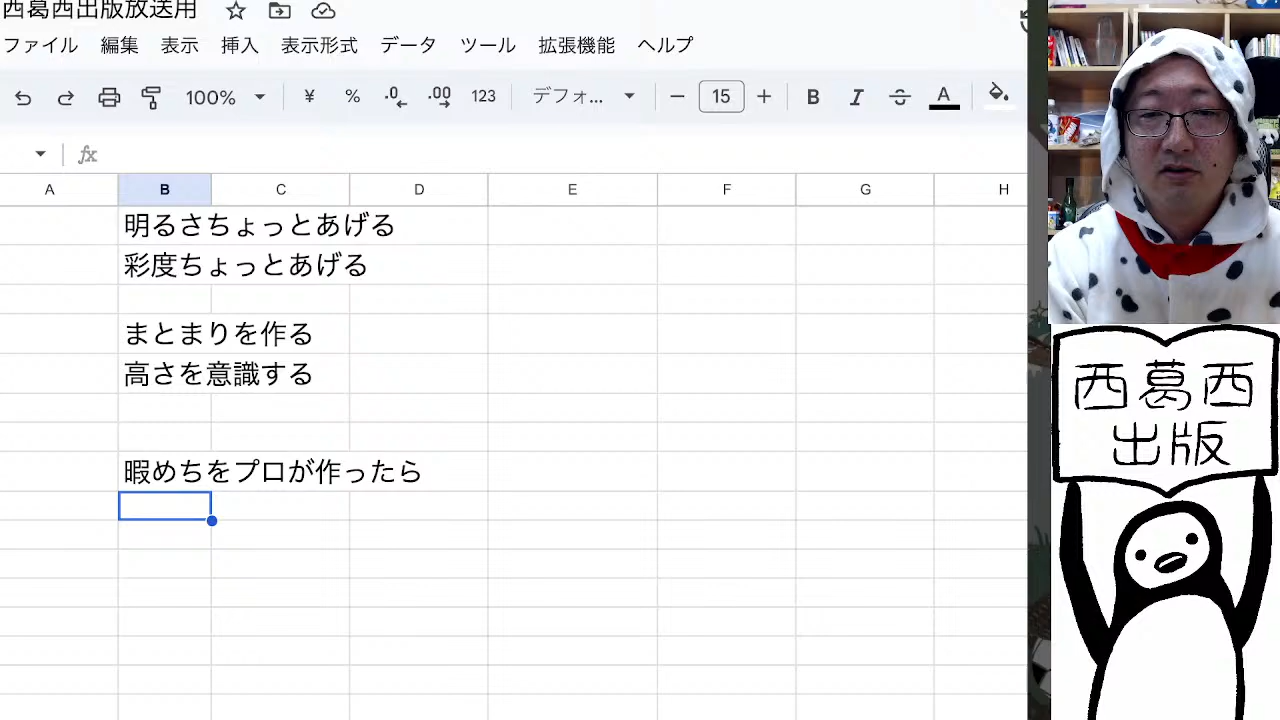 西葛西出版放送用
ファイル 編集 表示 挿入 表示形式 データ ツール 拡張機能 ヘルプ
100% ¥ % .0 .00 123 デフォ... 15 B I S A
fx
A B C D E F G H
明るさちょっとあげる
彩度ちょっとあげる
まとまりを作る
高さを意識する
暇めちをプロが作ったら
西葛西
出版